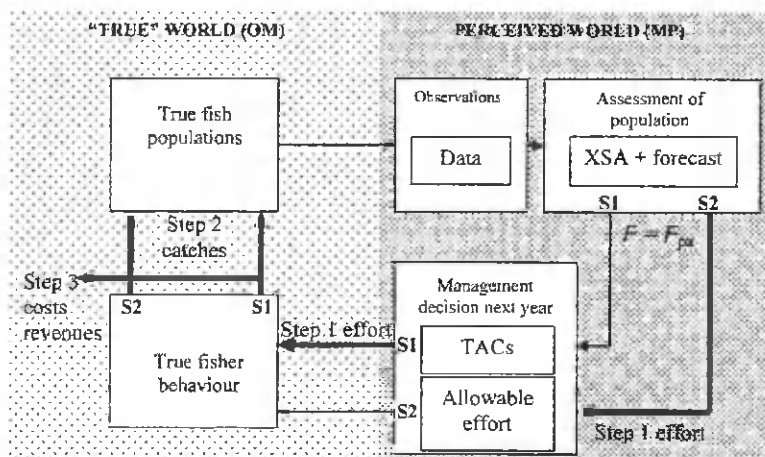 "TRUE" WORLD (OM)
PERCEIVED WORLD (MP)
True fish
populations
Observations
Data
Assessment of
population
XSA + forecast
S1
S2
F = Fpa
Step 2
catches
Step 3
costs
revenues
S2
S1
True fisher
behaviour
Step 1 effort
Management
decision next year
S1
TACs
S2
Allowable
effort
Step 1 effort